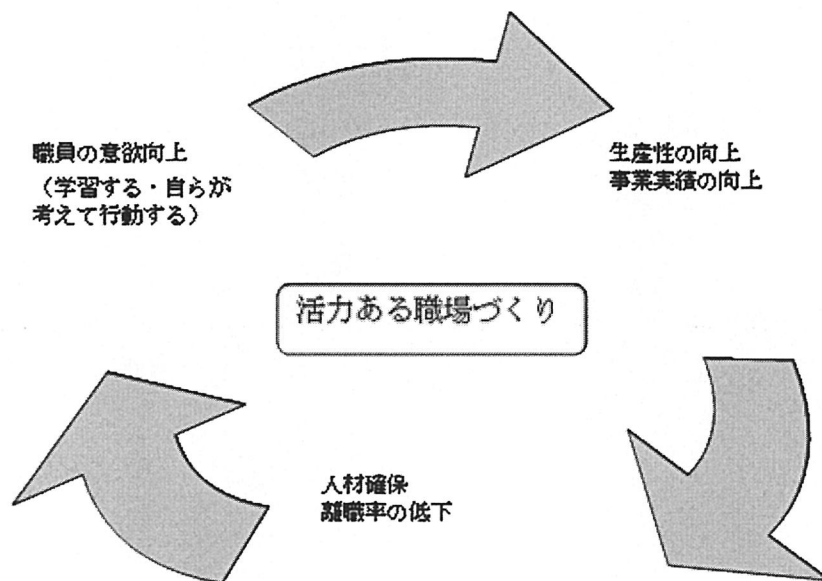 職員の意欲向上
（学習する・自らが
考えて行動する）
生産性の向上
事業実績の向上
活力ある職場づくり
人材確保
離職率の低下